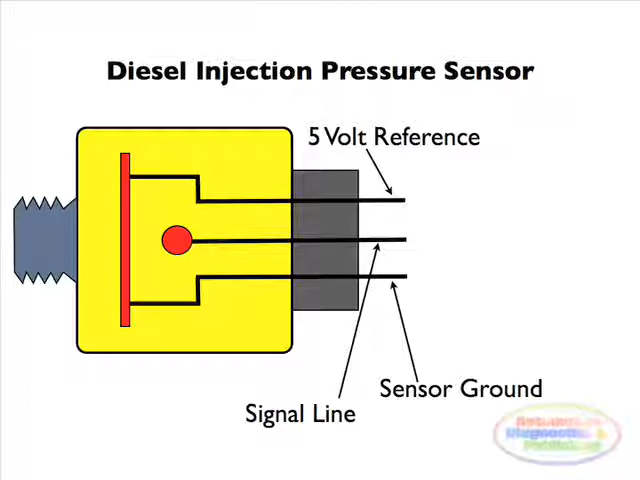 Diesel Injection Pressure Sensor
5 Volt Reference
Sensor Ground
Signal Line